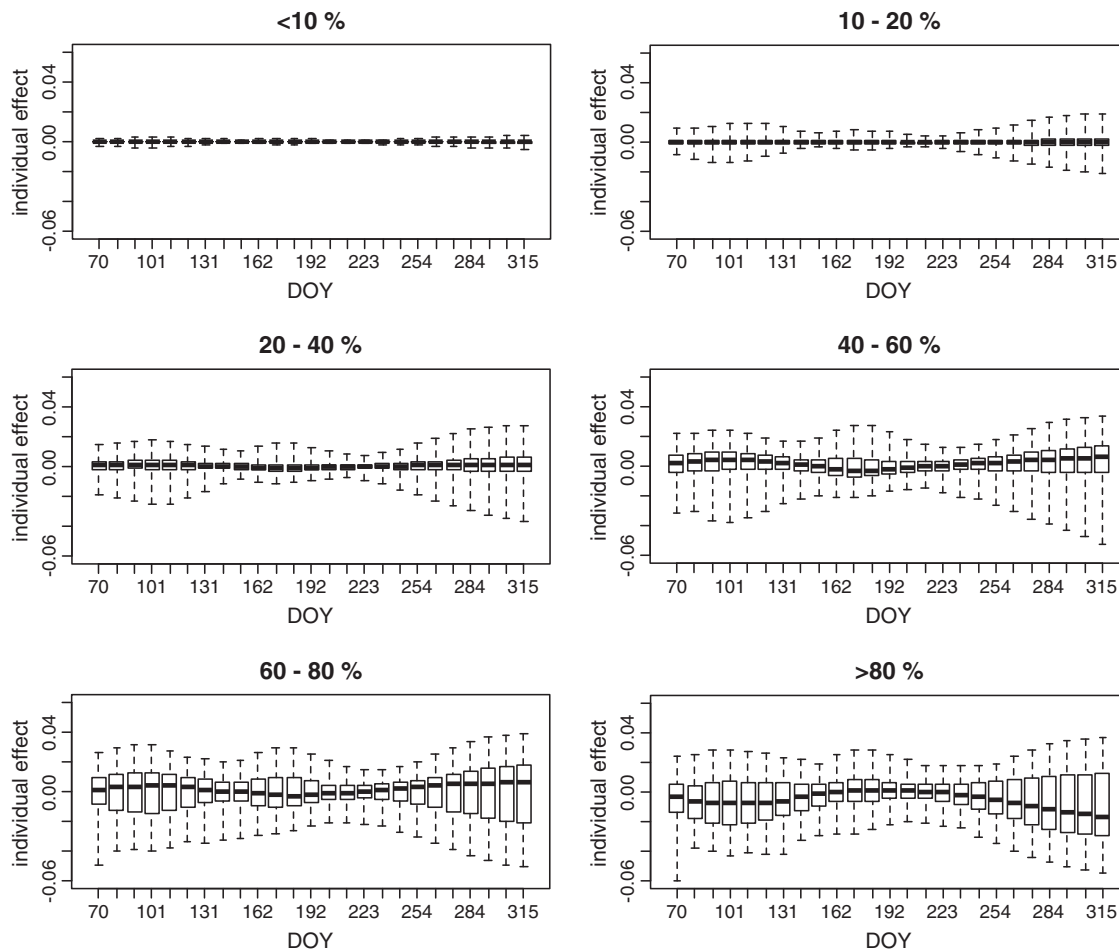 <10 %
individual effect
-0.06 0.00 0.04
70 101 131 162 192 223 254 284 315
DOY
10 - 20 %
individual effect
-0.06 0.00 0.04
70 101 131 162 192 223 254 284 315
DOY
20 - 40 %
individual effect
-0.06 0.00 0.04
70 101 131 162 192 223 254 284 315
DOY
40 - 60 %
individual effect
-0.06 0.00 0.04
70 101 131 162 192 223 254 284 315
DOY
60 - 80 %
individual effect
-0.06 0.00 0.04
70 101 131 162 192 223 254 284 315
DOY
>80 %
individual effect
-0.06 0.00 0.04
70 101 131 162 192 223 254 284 315
DOY